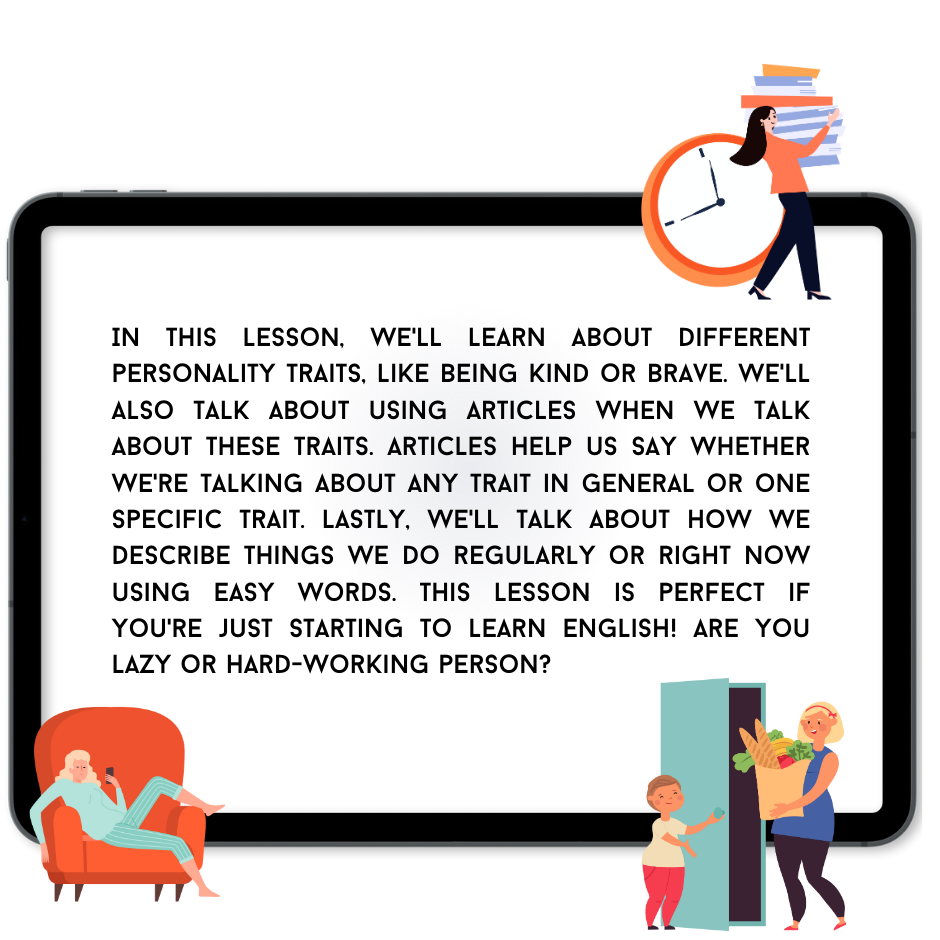 IN THIS LESSON, WE'LL LEARN ABOUT DIFFERENT
PERSONALITY TRAITS, LIKE BEING KIND OR BRAVE. WE'LL
ALSO TALK ABOUT USING ARTICLES WHEN WE TALK
ABOUT THESE TRAITS. ARTICLES HELP US SAY WHETHER
WE'RE TALKING ABOUT ANY TRAIT IN GENERAL OR ONE
SPECIFIC TRAIT. LASTLY, WE'LL TALK ABOUT HOW WE
DESCRIBE THINGS WE DO REGULARLY OR RIGHT NOW
USING EASY WORDS. THIS LESSON IS PERFECT IF
YOU'RE JUST STARTING TO LEARN ENGLISH! ARE YOU
LAZY OR HARD-WORKING PERSON?